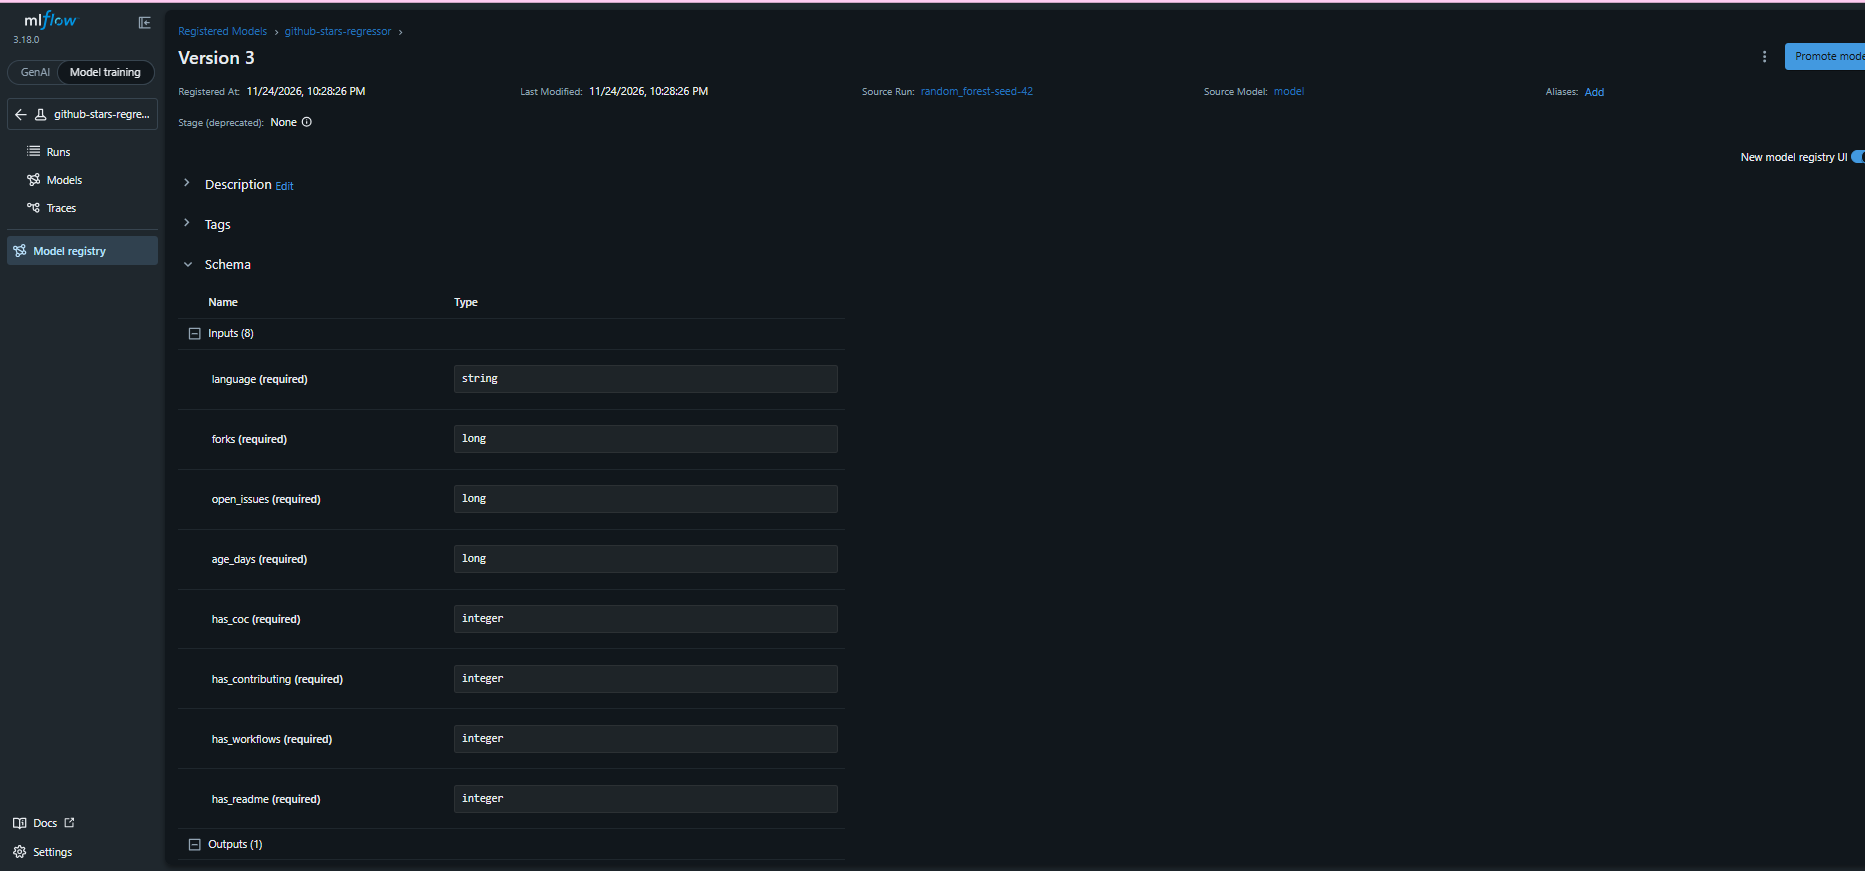 mlflow
3.18.0
GenAI Model training
github-stars-regre...
Runs
Models
Traces
Model registry
Docs
Settings
Registered Models › github-stars-regressor ›
Version 3
Promote mode
Registered At: 11/24/2026, 10:28:26 PM Last Modified: 11/24/2026, 10:28:26 PM Source Run: random_forest-seed-42 Source Model: model Aliases: Add
Stage (deprecated): None
New model registry UI
Description Edit
Tags
Schema
Name Type
Inputs (8)
language (required) string
forks (required) long
open_issues (required) long
age_days (required) long
has_coc (required) integer
has_contributing (required) integer
has_workflows (required) integer
has_readme (required) integer
Outputs (1)